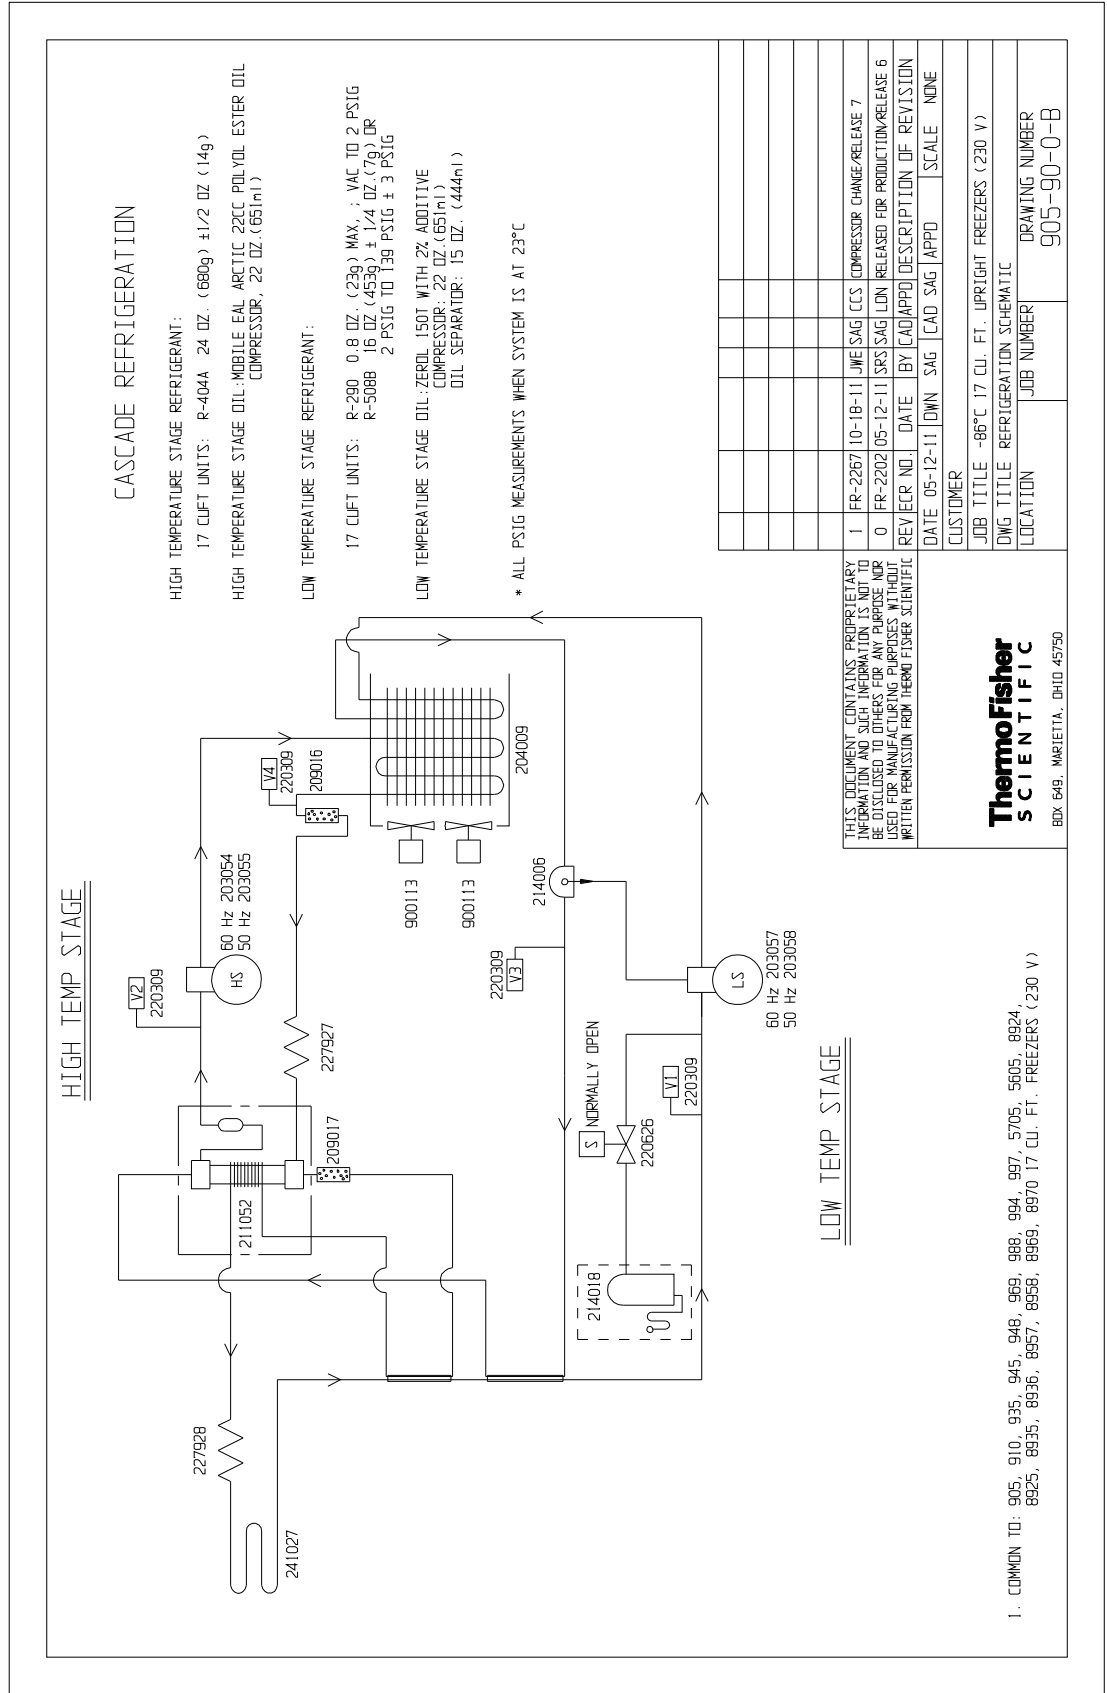 CASCADE REFRIGERATION
HIGH TEMPERATURE STAGE REFRIGERANT:
17 CUFT UNITS: R-404A 24 OZ. (680g) ±1/2 OZ (14g)
HIGH TEMPERATURE STAGE OIL:MOBILE EAL ARCTIC 22CC POLYOL ESTER OIL
COMPRESSOR, 22 OZ.(651ml)
LOW TEMPERATURE STAGE REFRIGERANT:
17 CUFT UNITS: R-290 0.8 OZ. (23g) MAX, ; VAC TO 2 PSIG
R-508B 16 OZ (453g) ± 1/4 OZ.(7g) OR
2 PSIG TO 139 PSIG ± 3 PSIG
LOW TEMPERATURE STAGE OIL:ZEROL 150T WITH 2% ADDITIVE
COMPRESSOR: 22 OZ.(651ml)
OIL SEPARATOR: 15 OZ. (444ml)
* ALL PSIG MEASUREMENTS WHEN SYSTEM IS AT 23°C
HIGH TEMP STAGE
V2
220309
HS
60 Hz 203054
50 Hz 203055
V4
220309
209016
204009
900113
900113
227927
209017
211052
227928
241027
214006
220309
V3
S NORMALLY OPEN
220626
214018
V1
220309
LS
60 Hz 203057
50 Hz 203058
LOW TEMP STAGE
1. COMMON TO: 905, 910, 935, 945, 948, 969, 988, 994, 997, 5705, 5605, 8924,
8925, 8935, 8936, 8957, 8958, 8969, 8970 17 CU. FT. FREEZERS (230 V)
THIS DOCUMENT CONTAINS PROPRIETARY
INFORMATION AND SUCH INFORMATION IS NOT TO
BE DISCLOSED TO OTHERS FOR ANY PURPOSE NOR
USED FOR MANUFACTURING PURPOSES WITHOUT
WRITTEN PERMISSION FROM THERMO FISHER SCIENTIFIC
ThermoFisher
SCIENTIFIC
BOX 649, MARIETTA, OHIO 45750
1 FR-2267 10-18-11 JWE SAG CCS COMPRESSOR CHANGE/RELEASE 7
0 FR-2202 05-12-11 SRS SAG LDN RELEASED FOR PRODUCTION/RELEASE 6
REV ECR NO. DATE BY CAD APPD DESCRIPTION OF REVISION
DATE 05-12-11 DWN SAG CAD SAG APPD SCALE NONE
CUSTOMER
JOB TITLE -86°C 17 CU. FT. UPRIGHT FREEZERS (230 V)
DWG TITLE REFRIGERATION SCHEMATIC
LOCATION JOB NUMBER DRAWING NUMBER
905-90-0-B